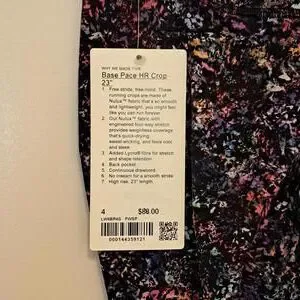 WHY WE MADE THIS
Base Pace HR Crop
23"
1 Free stride, free mind. These
running crops are made of
Nulux™ fabric that's so smooth
and lightweight, you might feel
like you can run forever
2 Our Nulux™ fabric with
engineered four-way stretch
provides weightless coverage
that's quick-drying,
sweat-wicking, and feels cool
and sleek
3 Added Lycra® fibre for stretch
and shape retention
4 Back pocket
5 Continuous drawcord
6 No inseam for a smooth stride
7 High rise, 23" length
4 $88.00